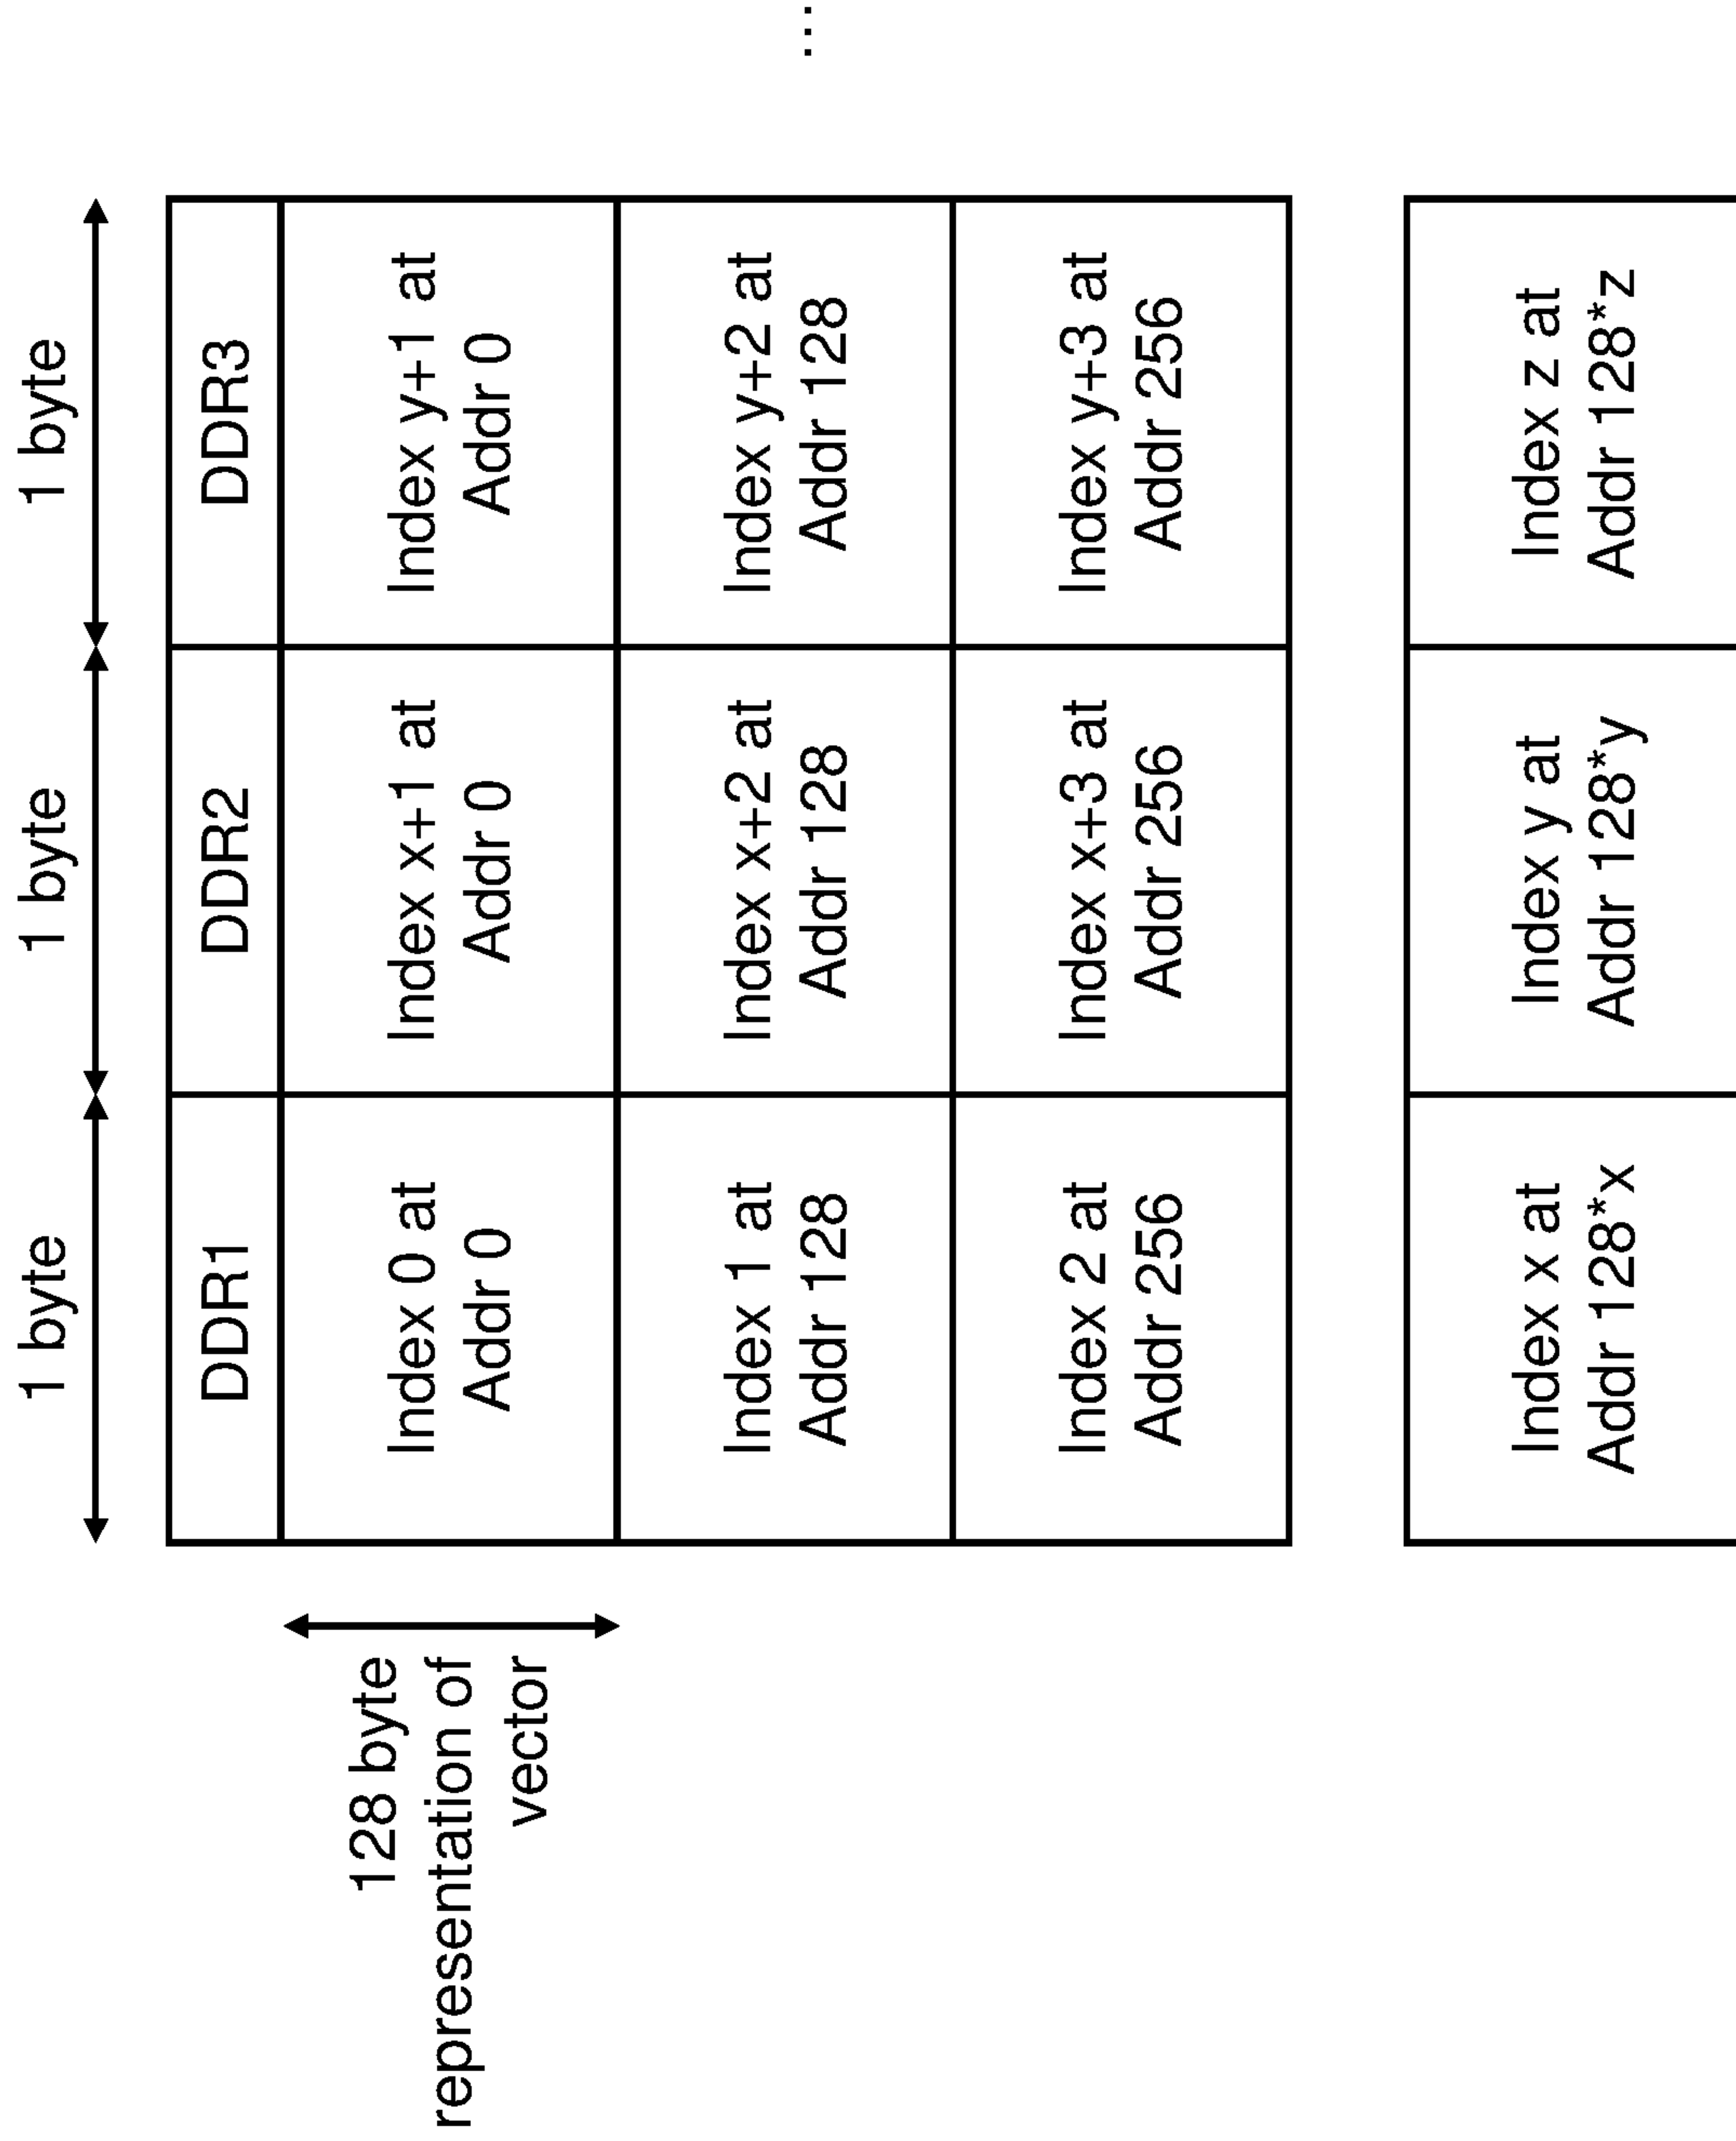 1 byte
1 byte
1 byte
DDR1
DDR2
DDR3
128 byte
representation of
vector
Index 0 at
Addr 0
Index x+1 at
Addr 0
Index y+1 at
Addr 0
Index 1 at
Addr 128
Index x+2 at
Addr 128
Index y+2 at
Addr 128
...
Index 2 at
Addr 256
Index x+3 at
Addr 256
Index y+3 at
Addr 256
Index x at
Addr 128*x
Index y at
Addr 128*y
Index z at
Addr 128*z